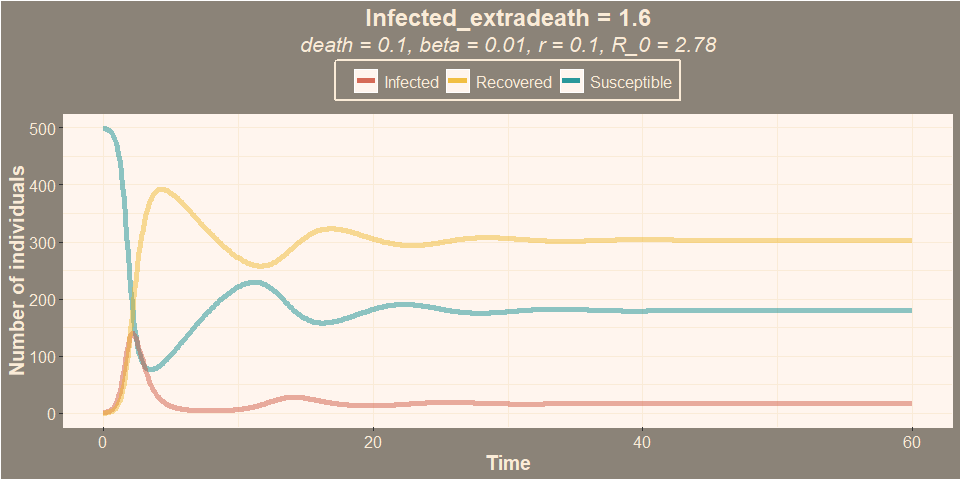 Infected_extradeath = 1.6
death = 0.1, beta = 0.01, r = 0.1, R_0 = 2.78
Infected Recovered Susceptible
Number of individuals
500
400
300
200
100
0
0 20 40 60
Time